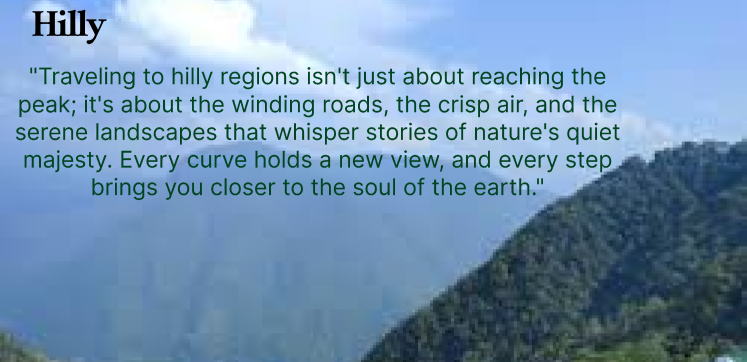 Hilly
"Traveling to hilly regions isn't just about reaching the
peak; it's about the winding roads, the crisp air, and the
serene landscapes that whisper stories of nature's quiet
majesty. Every curve holds a new view, and every step
brings you closer to the soul of the earth."